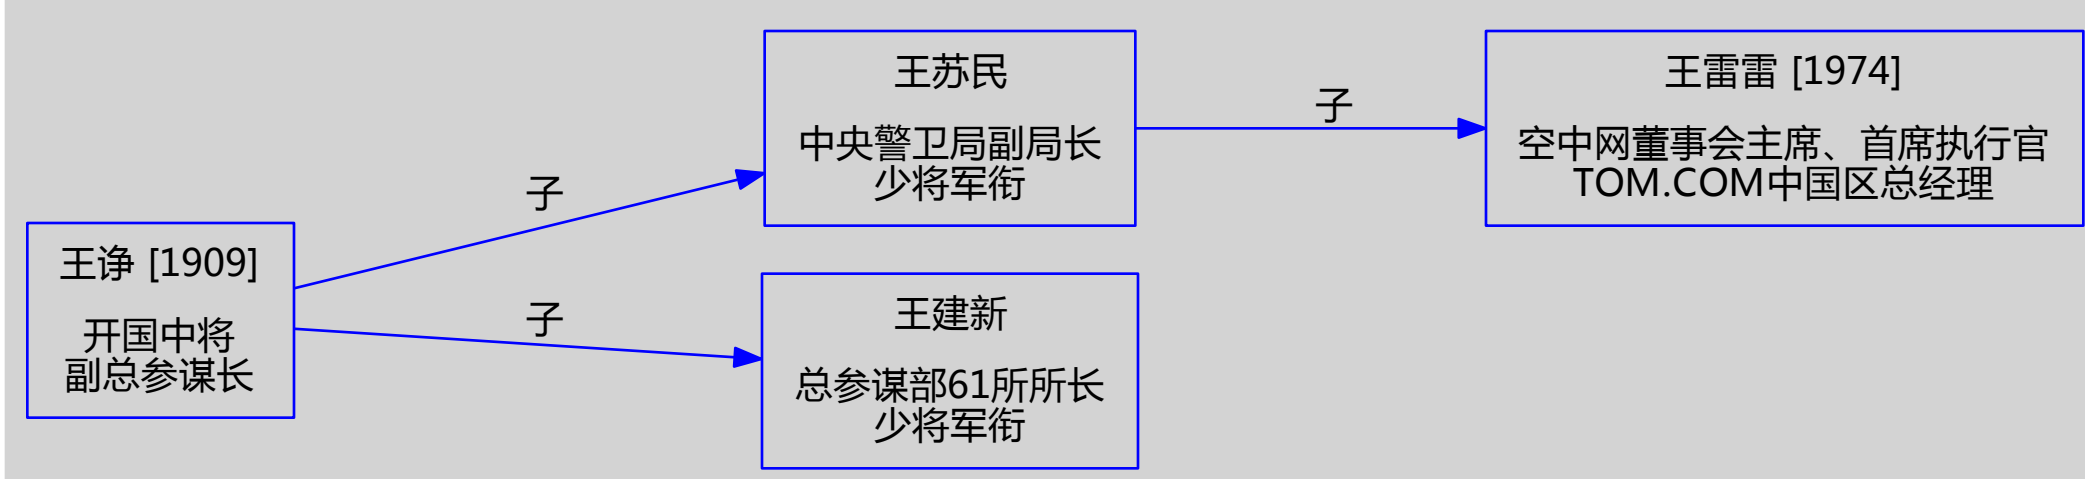 王诤 [1909]
开国中将
副总参谋长
子
王苏民
中央警卫局副局长
少将军衔
子
王雷雷 [1974]
空中网董事会主席、首席执行官
TOM.COM中国区总经理
子
王建新
总参谋部61所所长
少将军衔